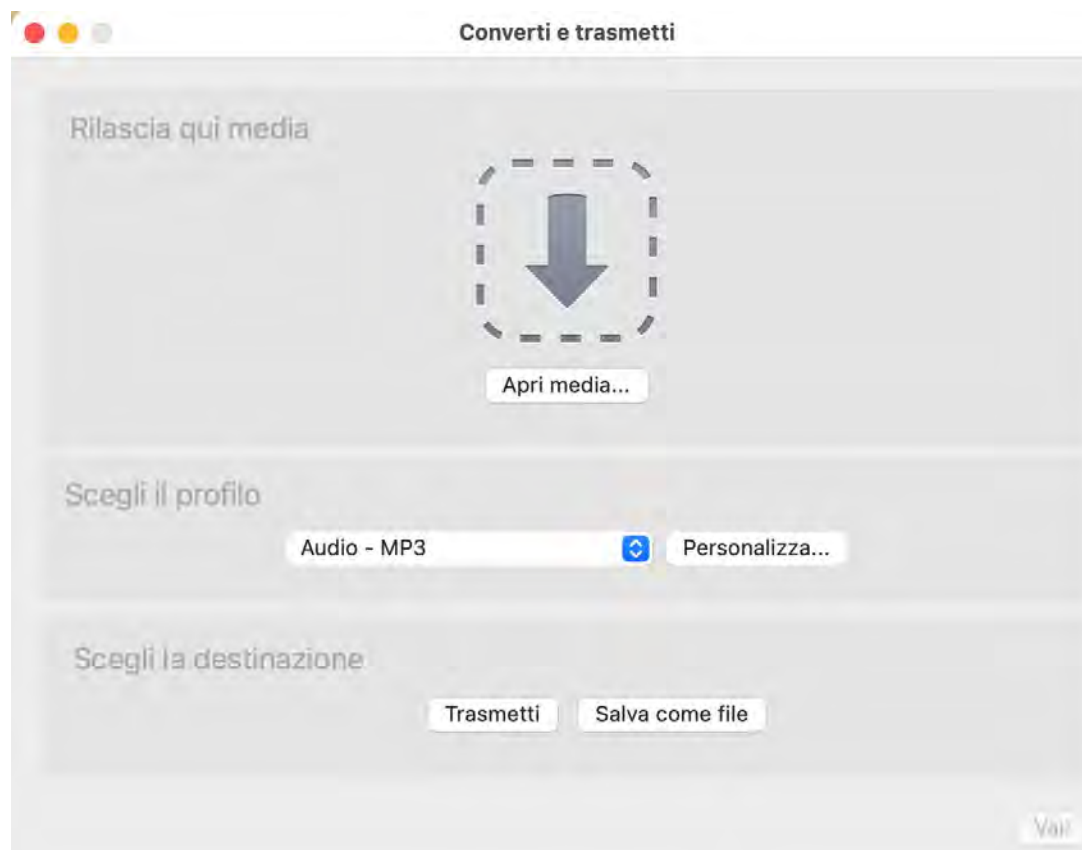 Converti e trasmetti
Rilascia qui media
Apri media...
Scegli il profilo
Audio - MP3
Personalizza...
Scegli la destinazione
Trasmetti
Salva come file
Vai!